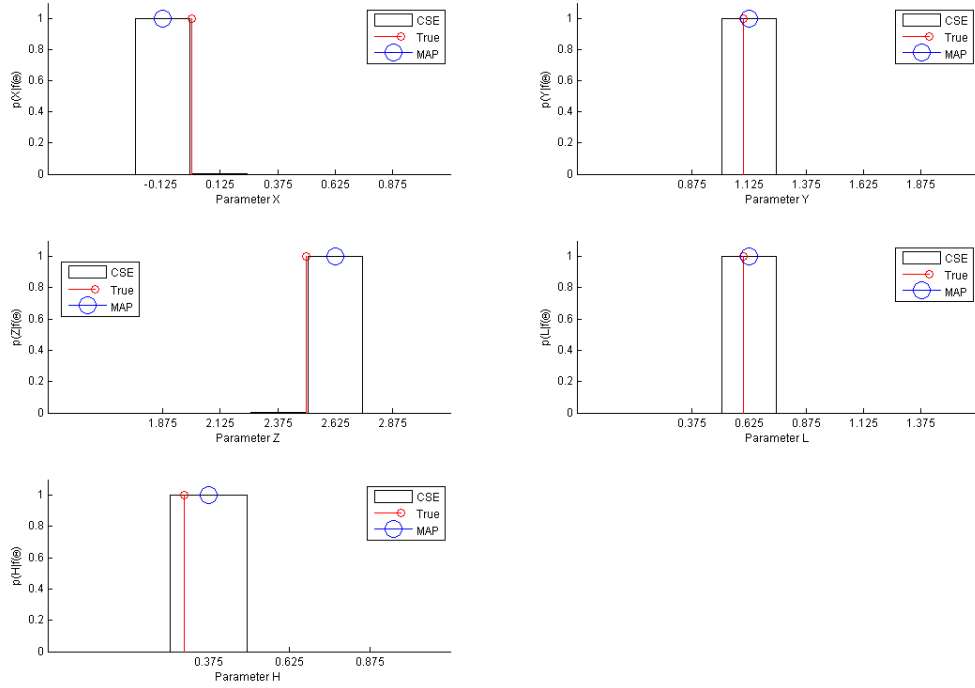 p(X|f(Θ)
1
0.8
0.6
0.4
0.2
0
-0.125 0.125 0.375 0.625 0.875
Parameter X
CSE
True
MAP
p(Y|f(Θ)
1
0.8
0.6
0.4
0.2
0
0.875 1.125 1.375 1.625 1.875
Parameter Y
CSE
True
MAP
p(Z|f(Θ)
1
0.8
0.6
0.4
0.2
0
1.875 2.125 2.375 2.625 2.875
Parameter Z
CSE
True
MAP
p(L|f(Θ)
1
0.8
0.6
0.4
0.2
0
0.375 0.625 0.875 1.125 1.375
Parameter L
CSE
True
MAP
p(H|f(Θ)
1
0.8
0.6
0.4
0.2
0
0.375 0.625 0.875
Parameter H
CSE
True
MAP